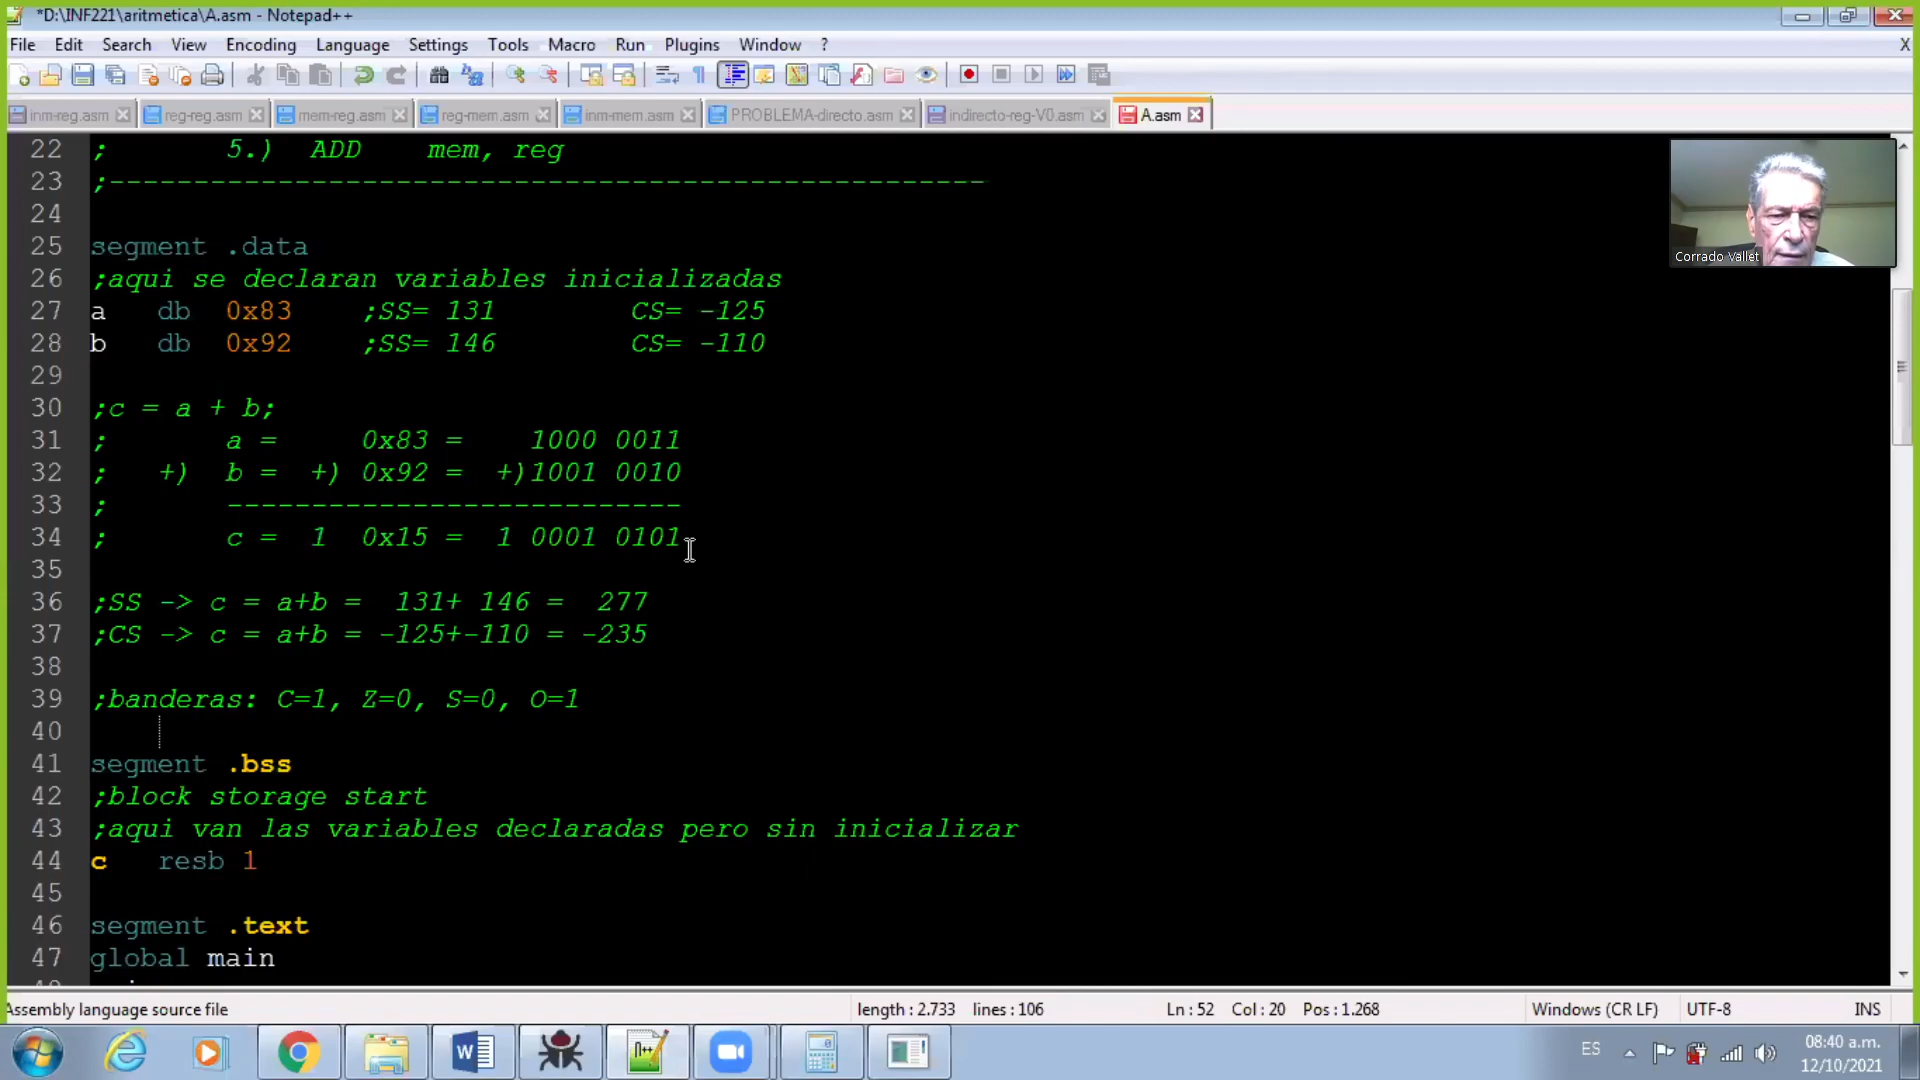 *D:\INF221\aritmetica\A.asm - Notepad++
File Edit Search View Encoding Language Settings Tools Macro Run Plugins Window ? X
inm-reg.asm reg-reg.asm mem-reg.asm reg-mem.asm inm-mem.asm PROBLEMA-directo.asm indirecto-reg-V0.asm A.asm
22 ; 5.) ADD mem, reg
23 ;----------------------------------------------------
24
25 segment .data
26 ;aqui se declaran variables inicializadas
27 a db 0x83 ;SS= 131 CS= -125
28 b db 0x92 ;SS= 146 CS= -110
29
30 ;c = a + b;
31 ; a = 0x83 = 1000 0011
32 ; +) b = +) 0x92 = +)1001 0010
33 ; ---------------------------
34 ; c = 1 0x15 = 1 0001 0101
35
36 ;SS -> c = a+b = 131+ 146 = 277
37 ;CS -> c = a+b = -125+-110 = -235
38
39 ;banderas: C=1, Z=0, S=0, O=1
40
41 segment .bss
42 ;block storage start
43 ;aqui van las variables declaradas pero sin inicializar
44 c resb 1
45
46 segment .text
47 global main
Corrado Vallet
Assembly language source file length : 2.733 lines : 106 Ln : 52 Col : 20 Pos : 1.268 Windows (CR LF) UTF-8 INS
ES
08:40 a.m.
12/10/2021